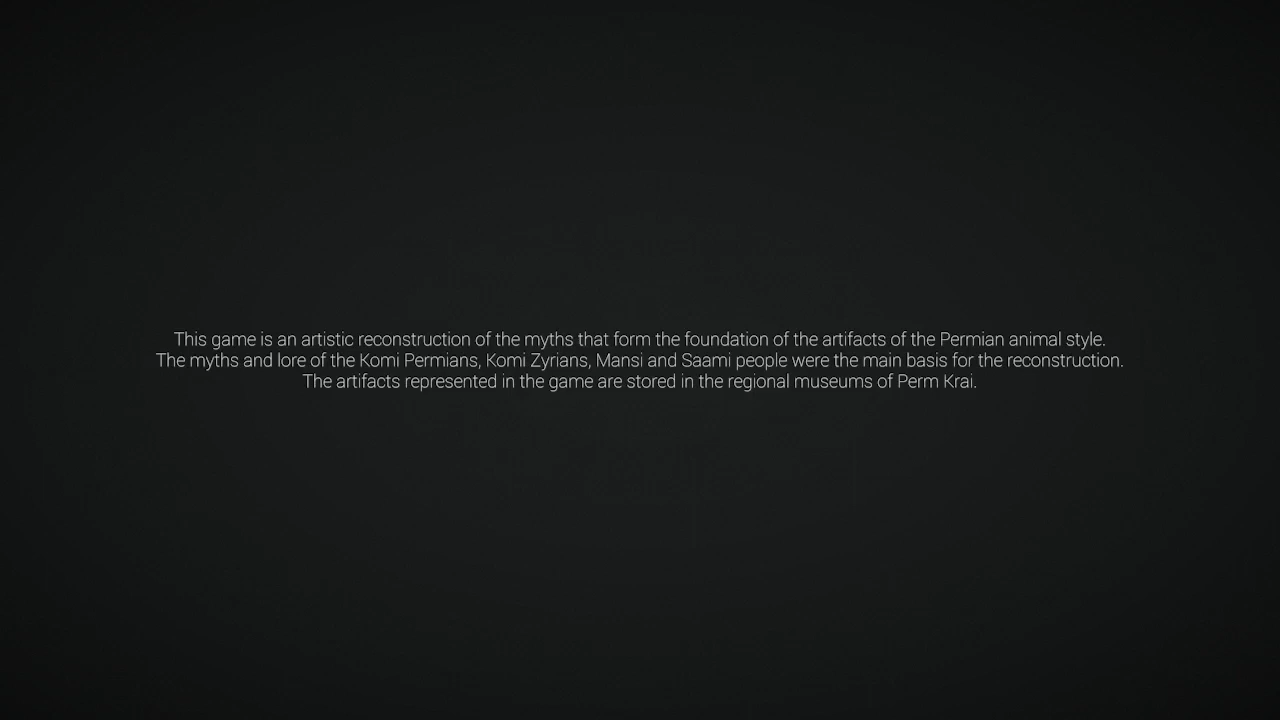 This game is an artistic reconstruction of the myths that form the foundation of the artifacts of the Permian animal style.
The myths and lore of the Komi Permians, Komi Zyrians, Mansi and Saami people were the main basis for the reconstruction.
The artifacts represented in the game are stored in the regional museums of Perm Krai.